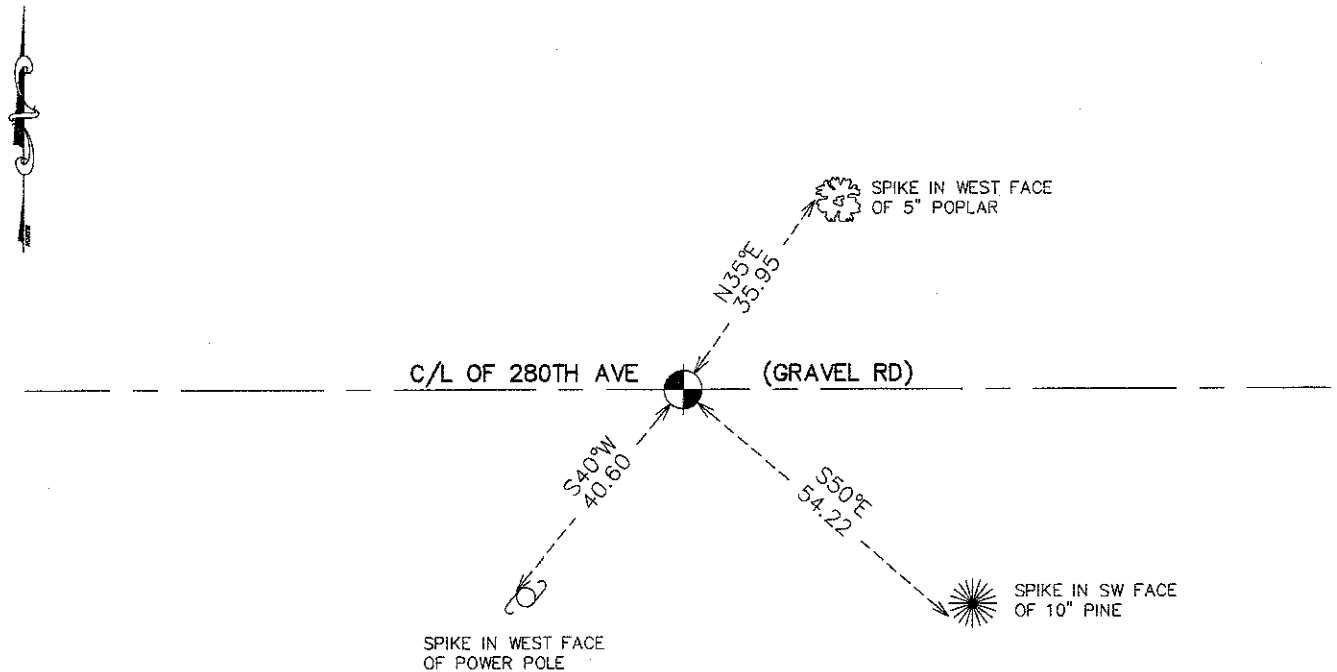 SPIKE IN WEST FACE
OF 5" POPLAR
N35°E
35.95
C/L OF 280TH AVE (GRAVEL RD)
S40°W
40.60
S50°E
54.22
SPIKE IN SW FACE
OF 10" PINE
SPIKE IN WEST FACE
OF POWER POLE